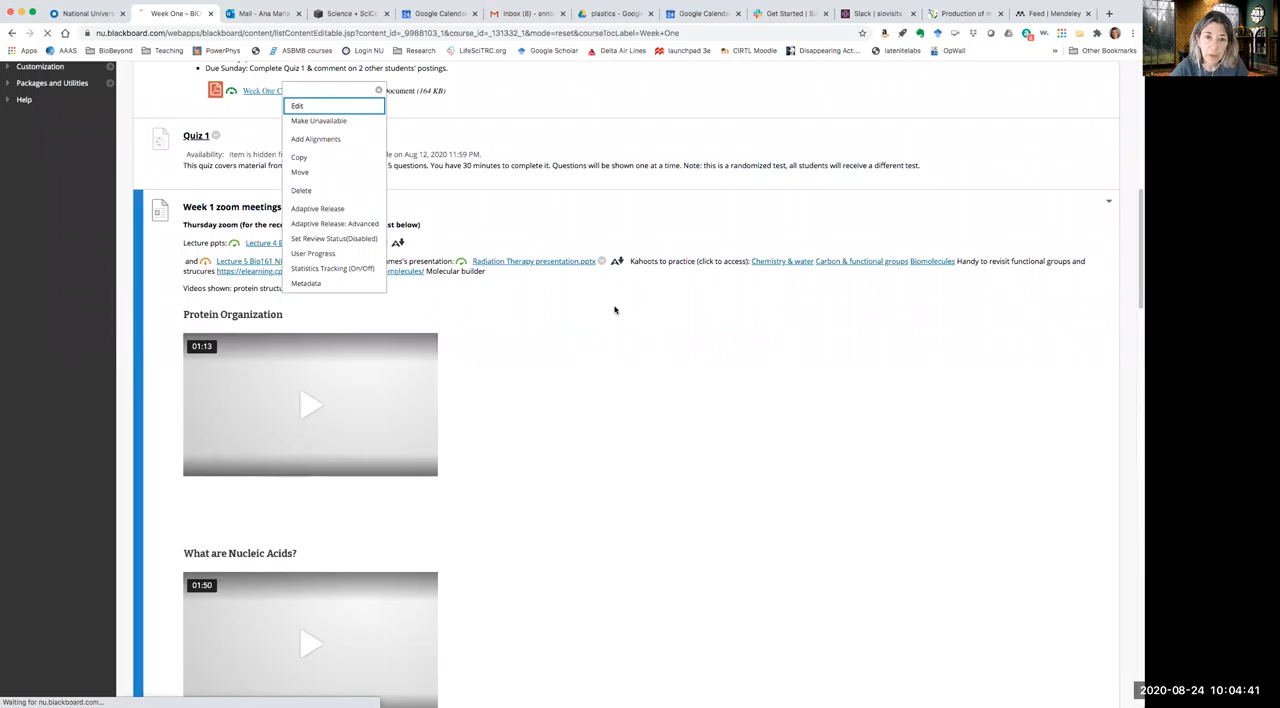 National Univers
Week One – BIO
Mail - Ana Maria
Science + SciC
Google Calenda
Inbox (8) - annb
plastics - Goog
Google Calenda
Get Started | S
Slack | siovisits
Production of m
Feed | Mendeley
nu.blackboard.com/webapps/blackboard/listContentEditable.jsp?content_id=_9988103_1&course_id=_131332_1&mode=reset&courseTocLabel=Week+One
Apps AAAS BioBeyond Teaching PowerPhys ASBMB courses Login NU Research LifeSciTRC.org Google Scholar Delta Air Lines launchpad 3e CIRTL Moodle Disappearing Act:... latenitelabs OpWall » Other Bookmarks
Customization
Packages and Utilities
Help
Due Sunday: Complete Quiz 1 & comment on 2 other students' postings.
Week One C
ocument (164 KB)
Edit
Make Unavailable
Add Alignments
Copy
Move
Delete
Adaptive Release
Adaptive Release: Advanced
Set Review Status(Disabled)
User Progress
Statistics Tracking (On/Off)
Metadata
Quiz 1
Availability: Item is hidden f
le on Aug 12, 2020 11:59 PM.
This quiz covers material from
5 questions. You have 30 minutes to complete it. Questions will be shown one at a time. Note: this is a randomized test, all students will receive a different test.
Week 1 zoom meetings
Thursday zoom (for the reco
st below)
Lecture ppts: Lecture 4 B
and Lecture 5 Bip161 N
mes's presentation: Radiation Therapy presentation.pptx Kahoots to practice (click to access): Chemistry & water Carbon & functional groups Biomolecules Handy to revisit functional groups and
strucures https://elearning.cp
molecules/ Molecular builder
Videos shown: protein structu
Protein Organization
01:13
What are Nucleic Acids?
01:50
Waiting for nu.blackboard.com...
2020-08-24 10:04:41